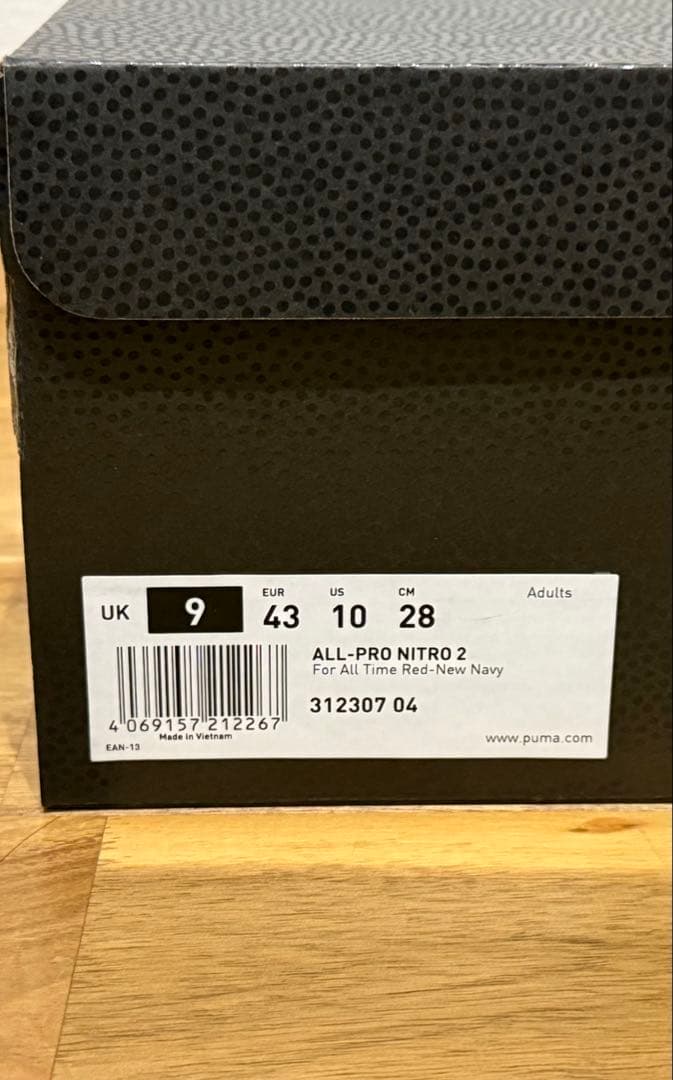 EUR US CM Adults
UK 9 43 10 28
ALL-PRO NITRO 2
For All Time Red-New Navy
312307 04
4 069157 212267
Made in Vietnam
EAN-13
www.puma.com